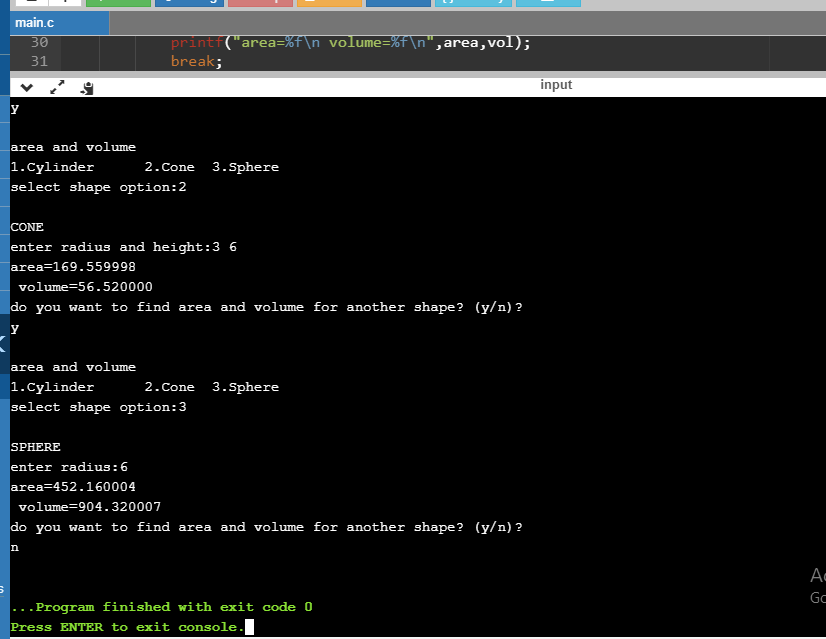 main.c
30 printf("area=%f\n volume=%f\n",area,vol);
31 break;
input
y
area and volume
1.Cylinder 2.Cone 3.Sphere
select shape option:2
CONE
enter radius and height:3 6
area=169.559998
volume=56.520000
do you want to find area and volume for another shape? (y/n)?
y
area and volume
1.Cylinder 2.Cone 3.Sphere
select shape option:3
SPHERE
enter radius:6
area=452.160004
volume=904.320007
do you want to find area and volume for another shape? (y/n)?
n
...Program finished with exit code 0
Press ENTER to exit console.